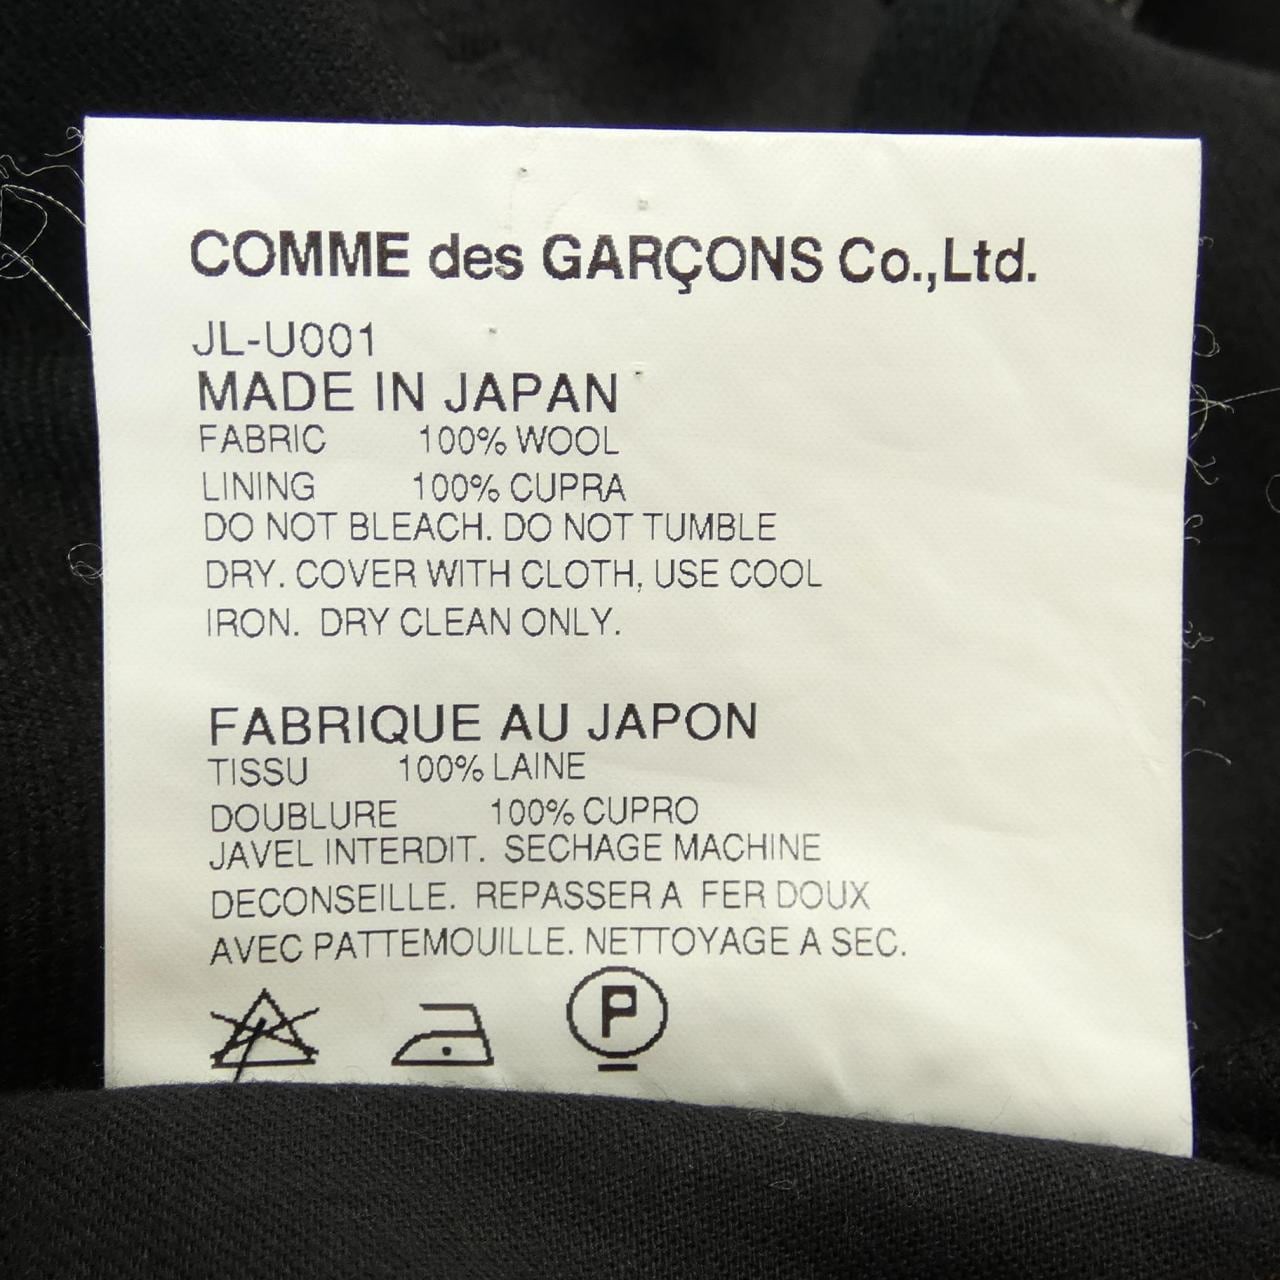 COMME des GARÇONS Co.,Ltd.
JL-U001
MADE IN JAPAN
FABRIC 100% WOOL
LINING 100% CUPRA
DO NOT BLEACH. DO NOT TUMBLE
DRY. COVER WITH CLOTH, USE COOL
IRON. DRY CLEAN ONLY.
FABRIQUE AU JAPON
TISSU 100% LAINE
DOUBLURE 100% CUPRO
JAVEL INTERDIT. SECHAGE MACHINE
DECONSEILLE. REPASSER A FER DOUX
AVEC PATTEMOUILLE. NETTOYAGE A SEC.
P